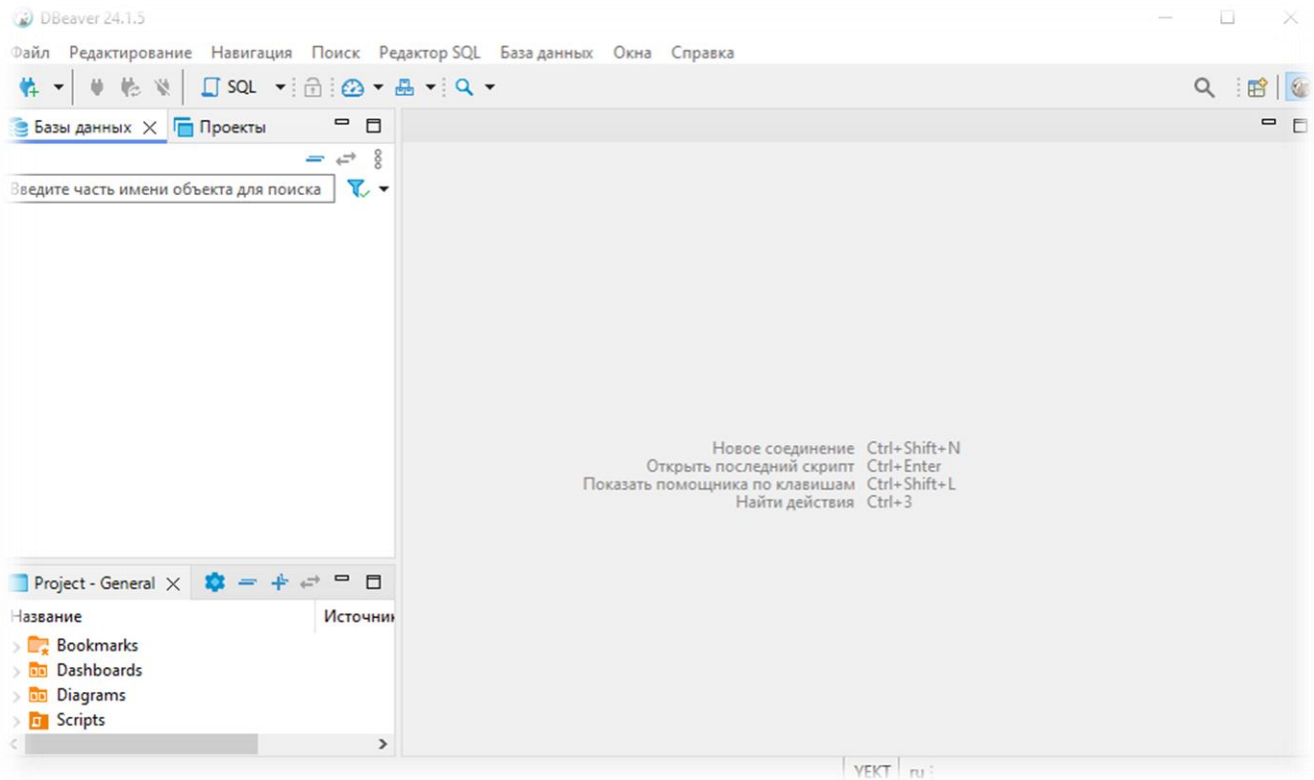 DBeaver 24.1.5
Файл Редактирование Навигация Поиск Редактор SQL База данных Окна Справка
SQL
Базы данных Проекты
Введите часть имени объекта для поиска
Новое соединение Ctrl+Shift+N
Открыть последний скрипт Ctrl+Enter
Показать помощника по клавишам Ctrl+Shift+L
Найти действия Ctrl+3
Project - General
Название Источник
Bookmarks
Dashboards
Diagrams
Scripts
YEKT ru